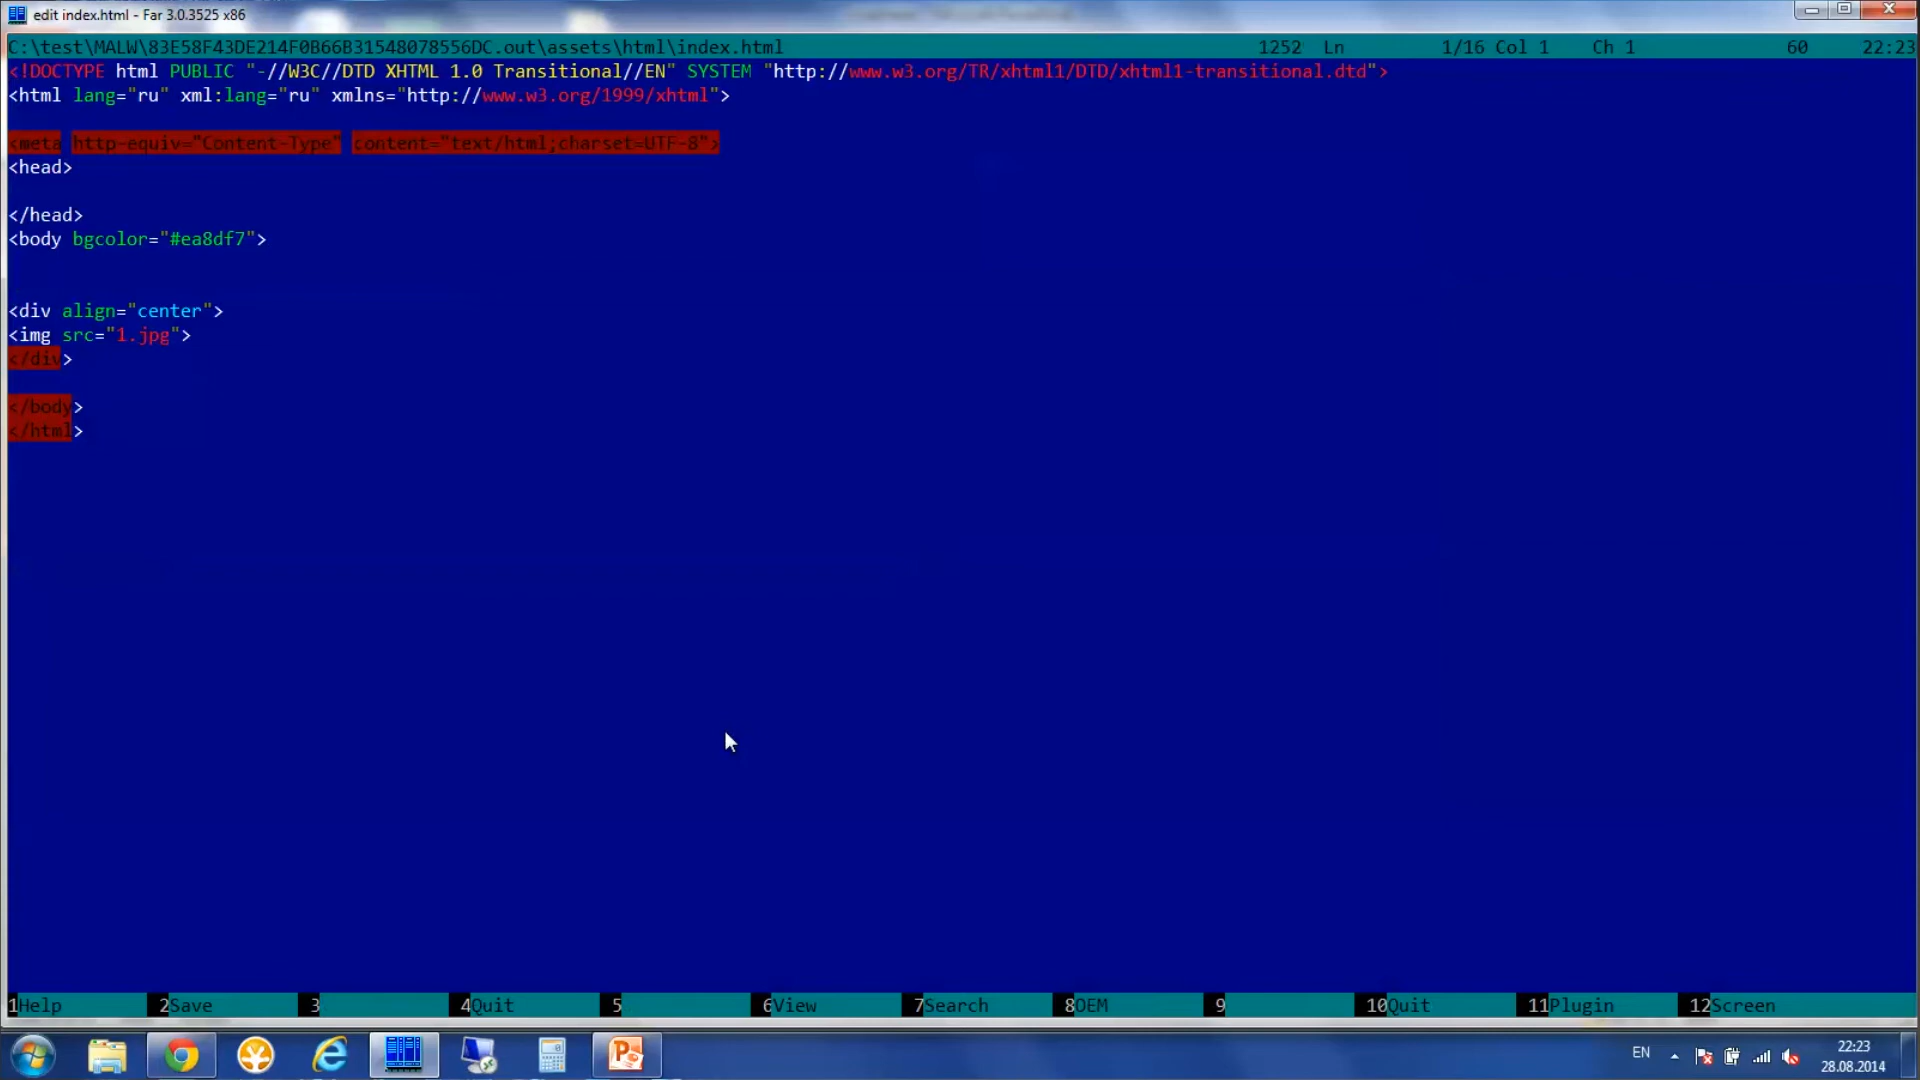 edit index.html - Far 3.0.3525 x86
C:\test\MALW\83E58F43DE214F0B66B31548078556DC.out\assets\html\index.html 1252 Ln 1/16 Col 1 Ch 1 60 22:23
<!DOCTYPE html PUBLIC "-//W3C//DTD XHTML 1.0 Transitional//EN" SYSTEM "http://www.w3.org/TR/xhtml1/DTD/xhtml1-transitional.dtd">
<html lang="ru" xml:lang="ru" xmlns="http://www.w3.org/1999/xhtml">
<meta http-equiv="Content-Type" content="text/html;charset=UTF-8">
<head>
</head>
<body bgcolor="#ea8df7">
<div align="center">
<img src="1.jpg">
</div>
</body>
</html>
1Help 2Save 3 4Quit 5 6View 7Search 8OEM 9 10Quit 11Plugin 12Screen
EN 22:23
28.08.2014